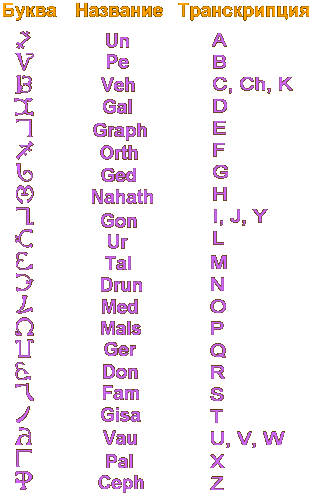 Буква Название Транскрипция
Un A
Pe B
Veh C, Ch, K
Gal D
Graph E
Orth F
Ged G
Nahath H
Gon I, J, Y
Ur L
Tal M
Drun N
Med O
Mals P
Ger Q
Don R
Fam S
Gisa T
Vau U, V, W
Pal X
Ceph Z